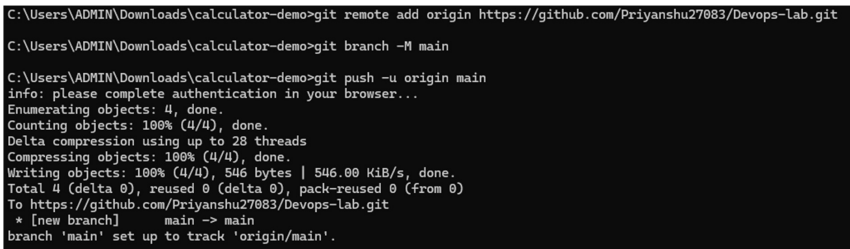 C:\Users\ADMIN\Downloads\calculator-demo>git remote add origin https://github.com/Priyanshu27083/Devops-lab.git
C:\Users\ADMIN\Downloads\calculator-demo>git branch -M main
C:\Users\ADMIN\Downloads\calculator-demo>git push -u origin main
info: please complete authentication in your browser...
Enumerating objects: 4, done.
Counting objects: 100% (4/4), done.
Delta compression using up to 28 threads
Compressing objects: 100% (4/4), done.
Writing objects: 100% (4/4), 546 bytes | 546.00 KiB/s, done.
Total 4 (delta 0), reused 0 (delta 0), pack-reused 0 (from 0)
To https://github.com/Priyanshu27083/Devops-lab.git
 * [new branch]      main -> main
branch 'main' set up to track 'origin/main'.